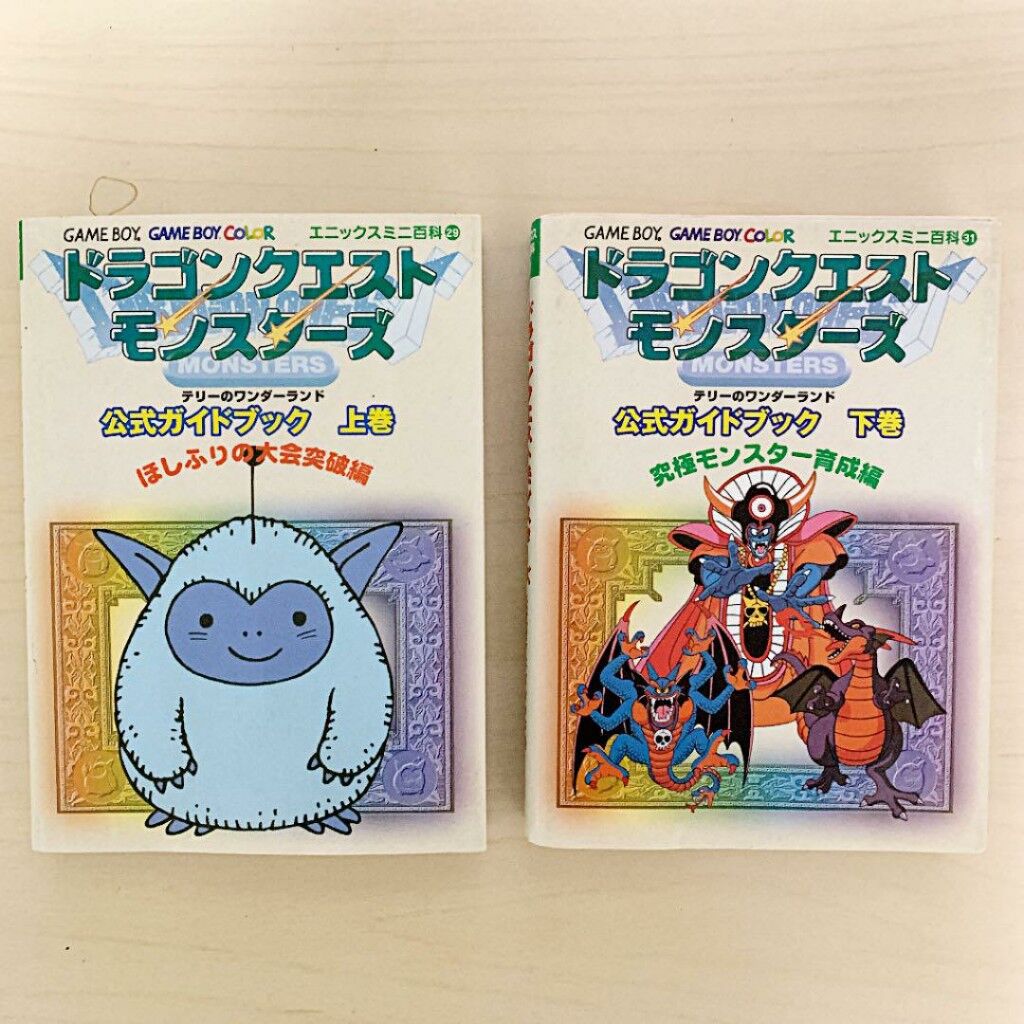 GAME BOY. GAME BOY COLOR エニックスミニ百科29
ドラゴンクエスト
モンスターズ
MONSTERS
テリーのワンダーランド
公式ガイドブック 上巻
ほしふりの大会突破編
GAME BOY. GAME BOY COLOR エニックスミニ百科31
ドラゴンクエスト
モンスターズ
MONSTERS
テリーのワンダーランド
公式ガイドブック 下巻
究極モンスター育成編